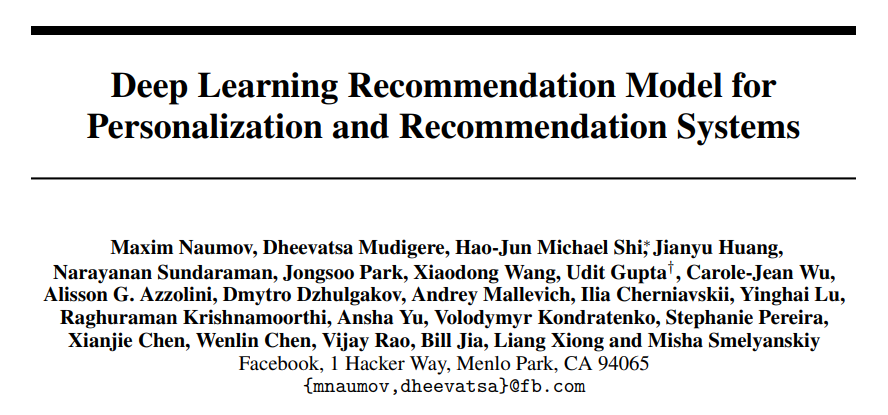 Deep Learning Recommendation Model for
Personalization and Recommendation Systems
Maxim Naumov, Dheevatsa Mudigere, Hao-Jun Michael Shi,* Jianyu Huang,
Narayanan Sundaraman, Jongsoo Park, Xiaodong Wang, Udit Gupta†, Carole-Jean Wu,
Alisson G. Azzolini, Dmytro Dzhulgakov, Andrey Mallevich, Ilia Cherniavskii, Yinghai Lu,
Raghuraman Krishnamoorthi, Ansha Yu, Volodymyr Kondratenko, Stephanie Pereira,
Xianjie Chen, Wenlin Chen, Vijay Rao, Bill Jia, Liang Xiong and Misha Smelyanskiy
Facebook, 1 Hacker Way, Menlo Park, CA 94065
{mnaumov,dheevatsa}@fb.com